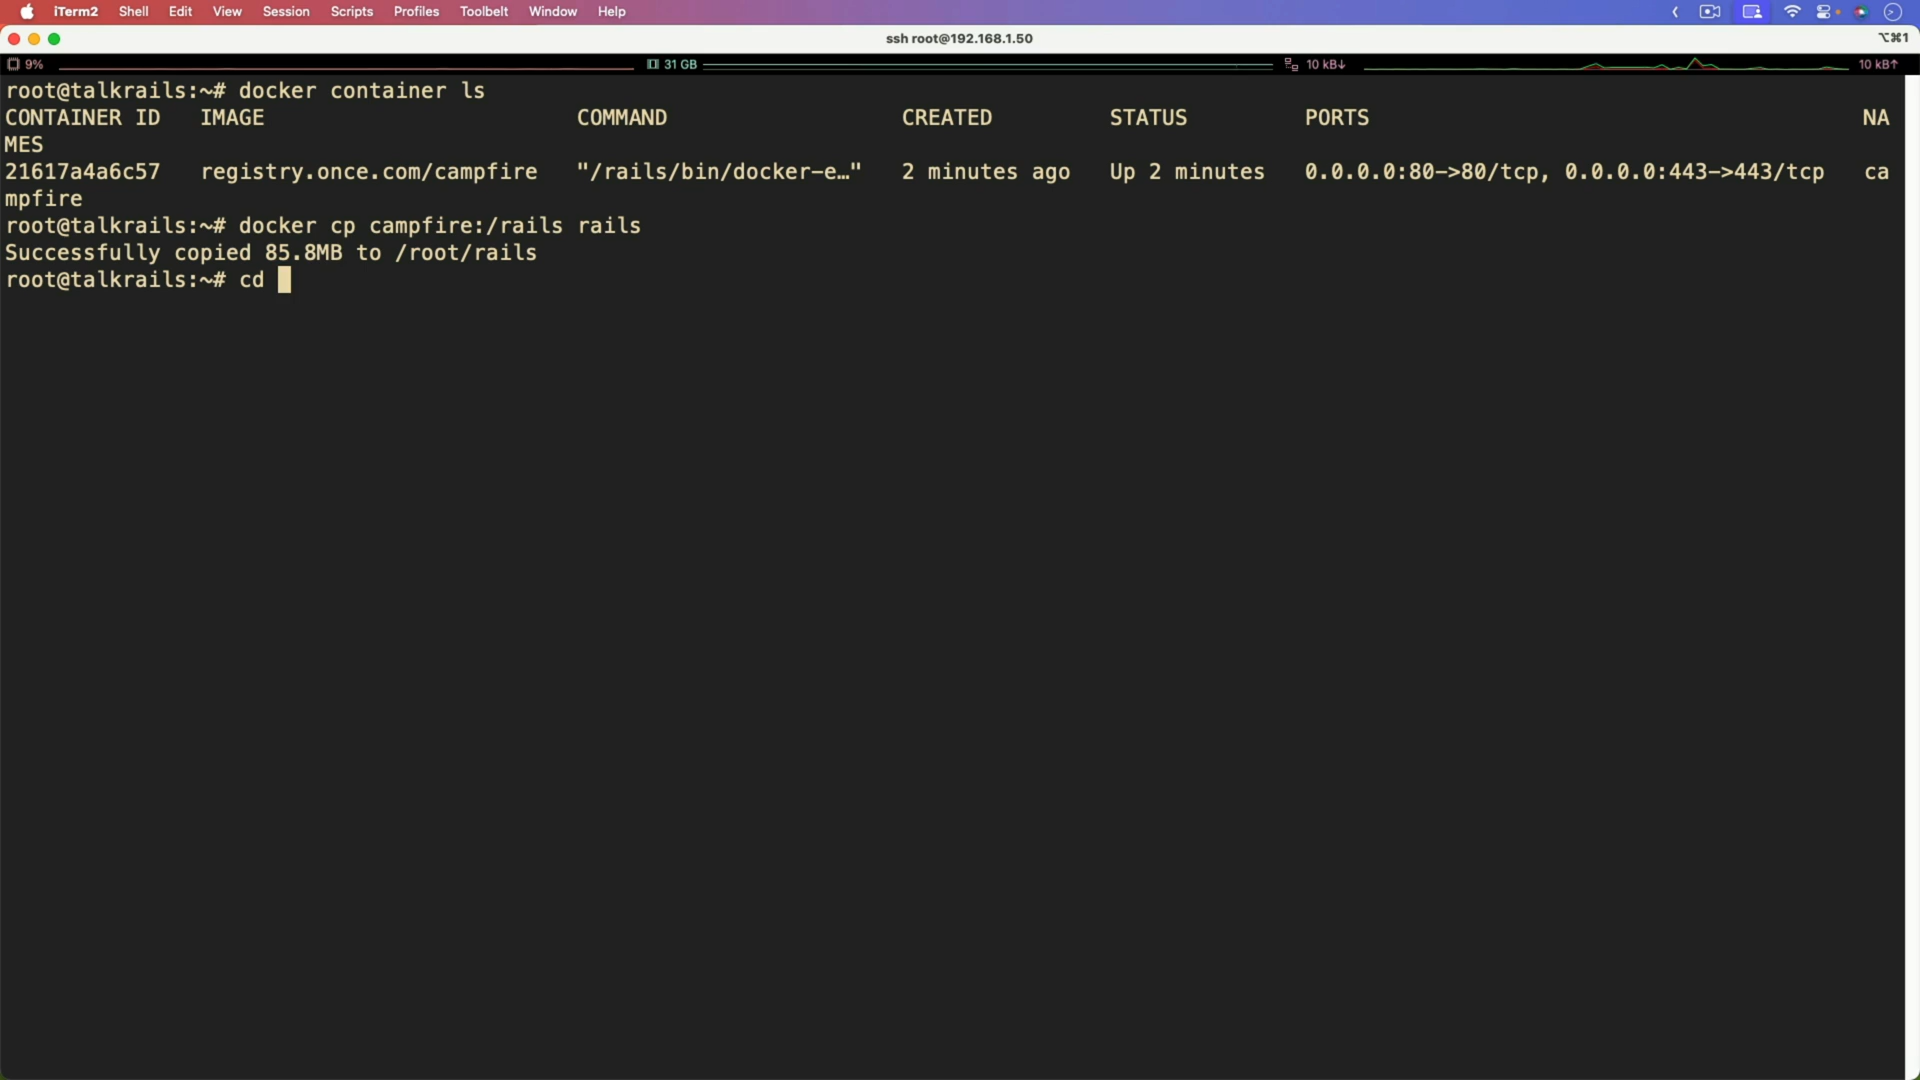 iTerm2 Shell Edit View Session Scripts Profiles Toolbelt Window Help
ssh root@192.168.1.50 ⌥⌘1
9% 31 GB 10 kB↓ 10 kB↑
root@talkrails:~# docker container ls
CONTAINER ID IMAGE COMMAND CREATED STATUS PORTS NA
MES
21617a4a6c57 registry.once.com/campfire "/rails/bin/docker-e…" 2 minutes ago Up 2 minutes 0.0.0.0:80->80/tcp, 0.0.0.0:443->443/tcp ca
mpfire
root@talkrails:~# docker cp campfire:/rails rails
Successfully copied 85.8MB to /root/rails
root@talkrails:~# cd